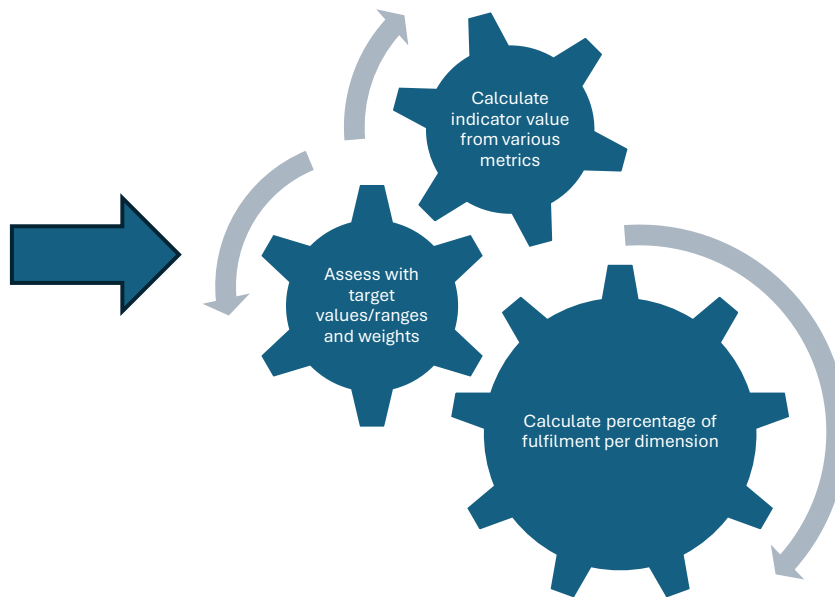 Calculate
indicator value
from various
metrics
Assess with
target
values/ranges
and weights
Calculate percentage of
fulfilment per dimension